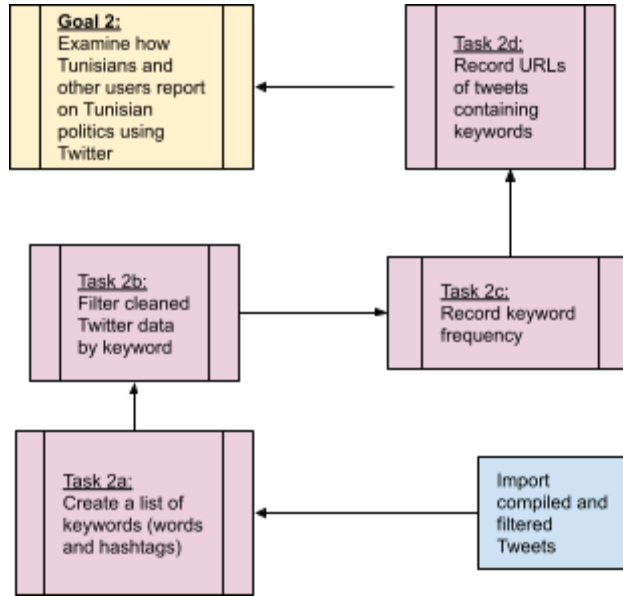 Goal 2:
Examine how
Tunisians and
other users report
on Tunisian
politics using
Twitter
Task 2d:
Record URLs
of tweets
containing
keywords
Task 2b:
Filter cleaned
Twitter data
by keyword
Task 2c:
Record keyword
frequency
Task 2a:
Create a list of
keywords (words
and hashtags)
Import
compiled and
filtered
Tweets